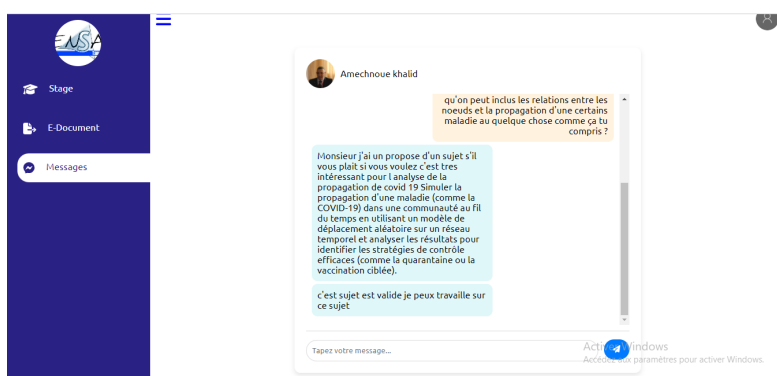 ENSA
Stage
E-Document
Messages
Amechnoue khalid
qu'on peut inclus les relations entre les
noeuds et la propagation d'une certains
maladie au quelque chose comme ça tu
compris ?
Monsieur j'ai un propose d'un sujet s'il
vous plait si vous voulez c'est tres
intéressant pour l analyse de la
propagation de covid 19 Simuler la
propagation d'une maladie (comme la
COVID-19) dans une communauté au fil
du temps en utilisant un modèle de
déplacement aléatoire sur un réseau
temporel et analyser les résultats pour
identifier les stratégies de contrôle
efficaces (comme la quarantaine ou la
vaccination ciblée).
c'est sujet est valide je peux travaille sur
ce sujet
Tapez votre message...
Windows
paramètres pour activer Windows.